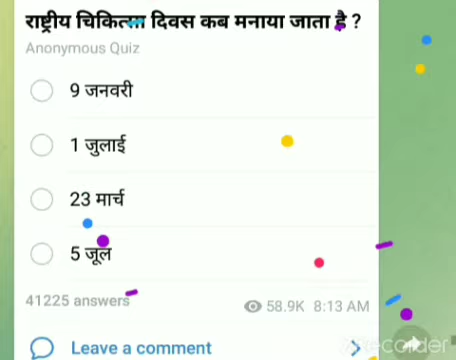 राष्ट्रीय चिकित्सा दिवस कब मनाया जाता है ?
Anonymous Quiz
9 जनवरी
1 जुलाई
23 मार्च
5 जूल
41225 answers
58.9K 8:13 AM
Leave a comment